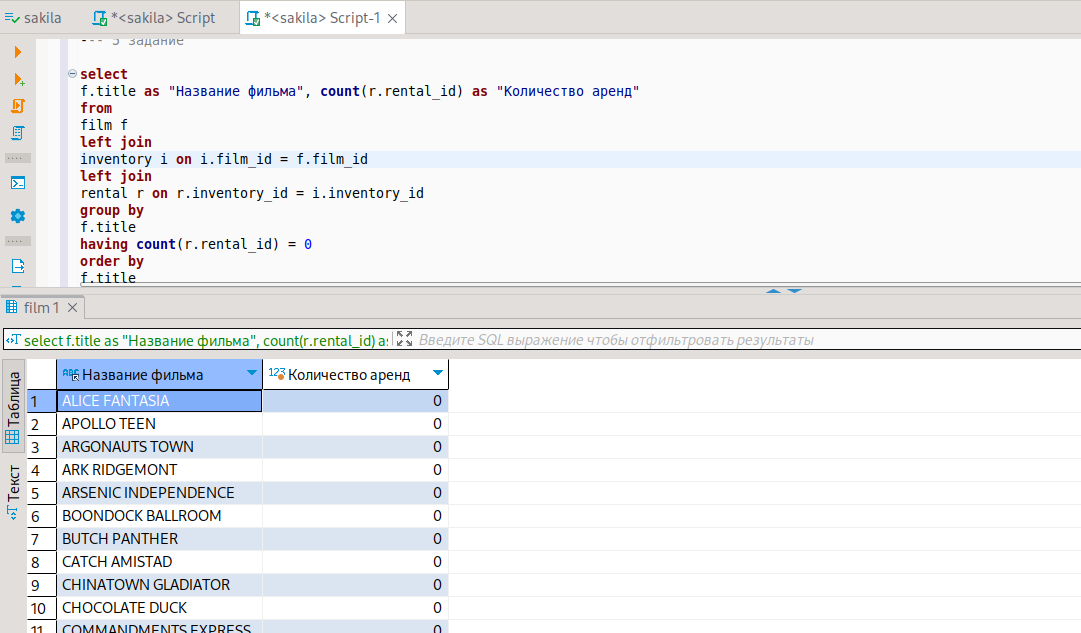 sakila
*<sakila> Script
*<sakila> Script-1
--- 5 задание
select
f.title as "Название фильма", count(r.rental_id) as "Количество аренд"
from
film f
left join
inventory i on i.film_id = f.film_id
left join
rental r on r.inventory_id = i.inventory_id
group by
f.title
having count(r.rental_id) = 0
order by
f.title
film 1
select f.title as "Название фильма", count(r.rental_id) as
Введите SQL выражение чтобы отфильтровать результаты
Таблица
Текст
ABC Название фильма
123 Количество аренд
1 ALICE FANTASIA 0
2 APOLLO TEEN 0
3 ARGONAUTS TOWN 0
4 ARK RIDGEMONT 0
5 ARSENIC INDEPENDENCE 0
6 BOONDOCK BALLROOM 0
7 BUTCH PANTHER 0
8 CATCH AMISTAD 0
9 CHINATOWN GLADIATOR 0
10 CHOCOLATE DUCK 0
11 COMMANDMENTS EXPRESS 0